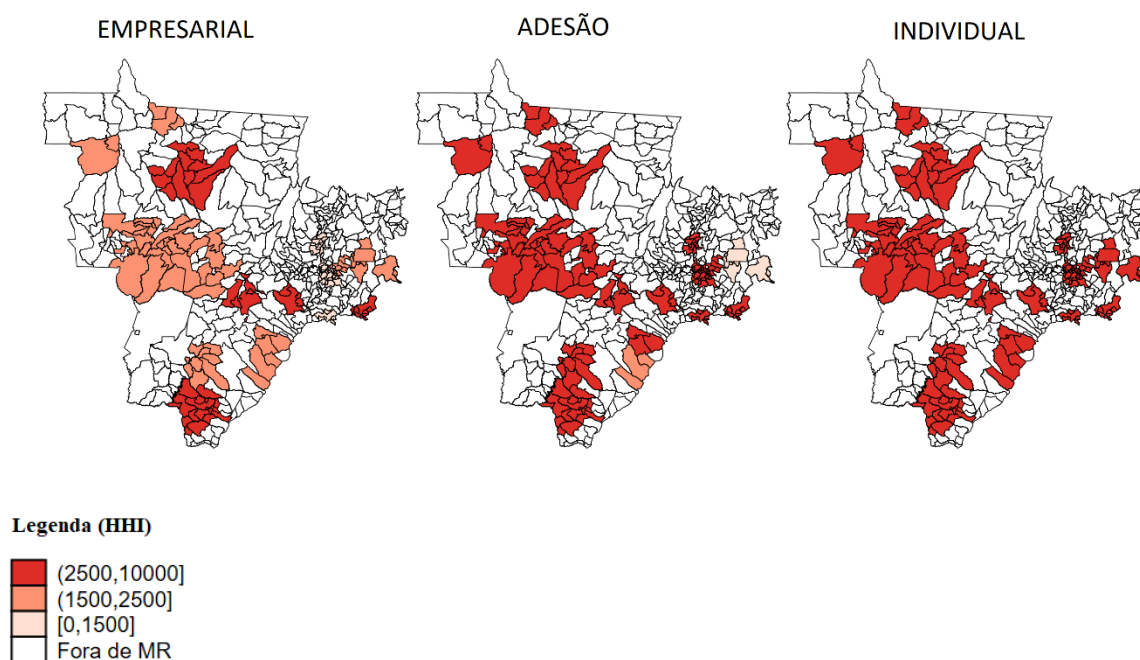 EMPRESARIAL
ADESÃO
INDIVIDUAL
Legenda (HHI)
(2500,10000]
(1500,2500]
[0,1500]
Fora de MR